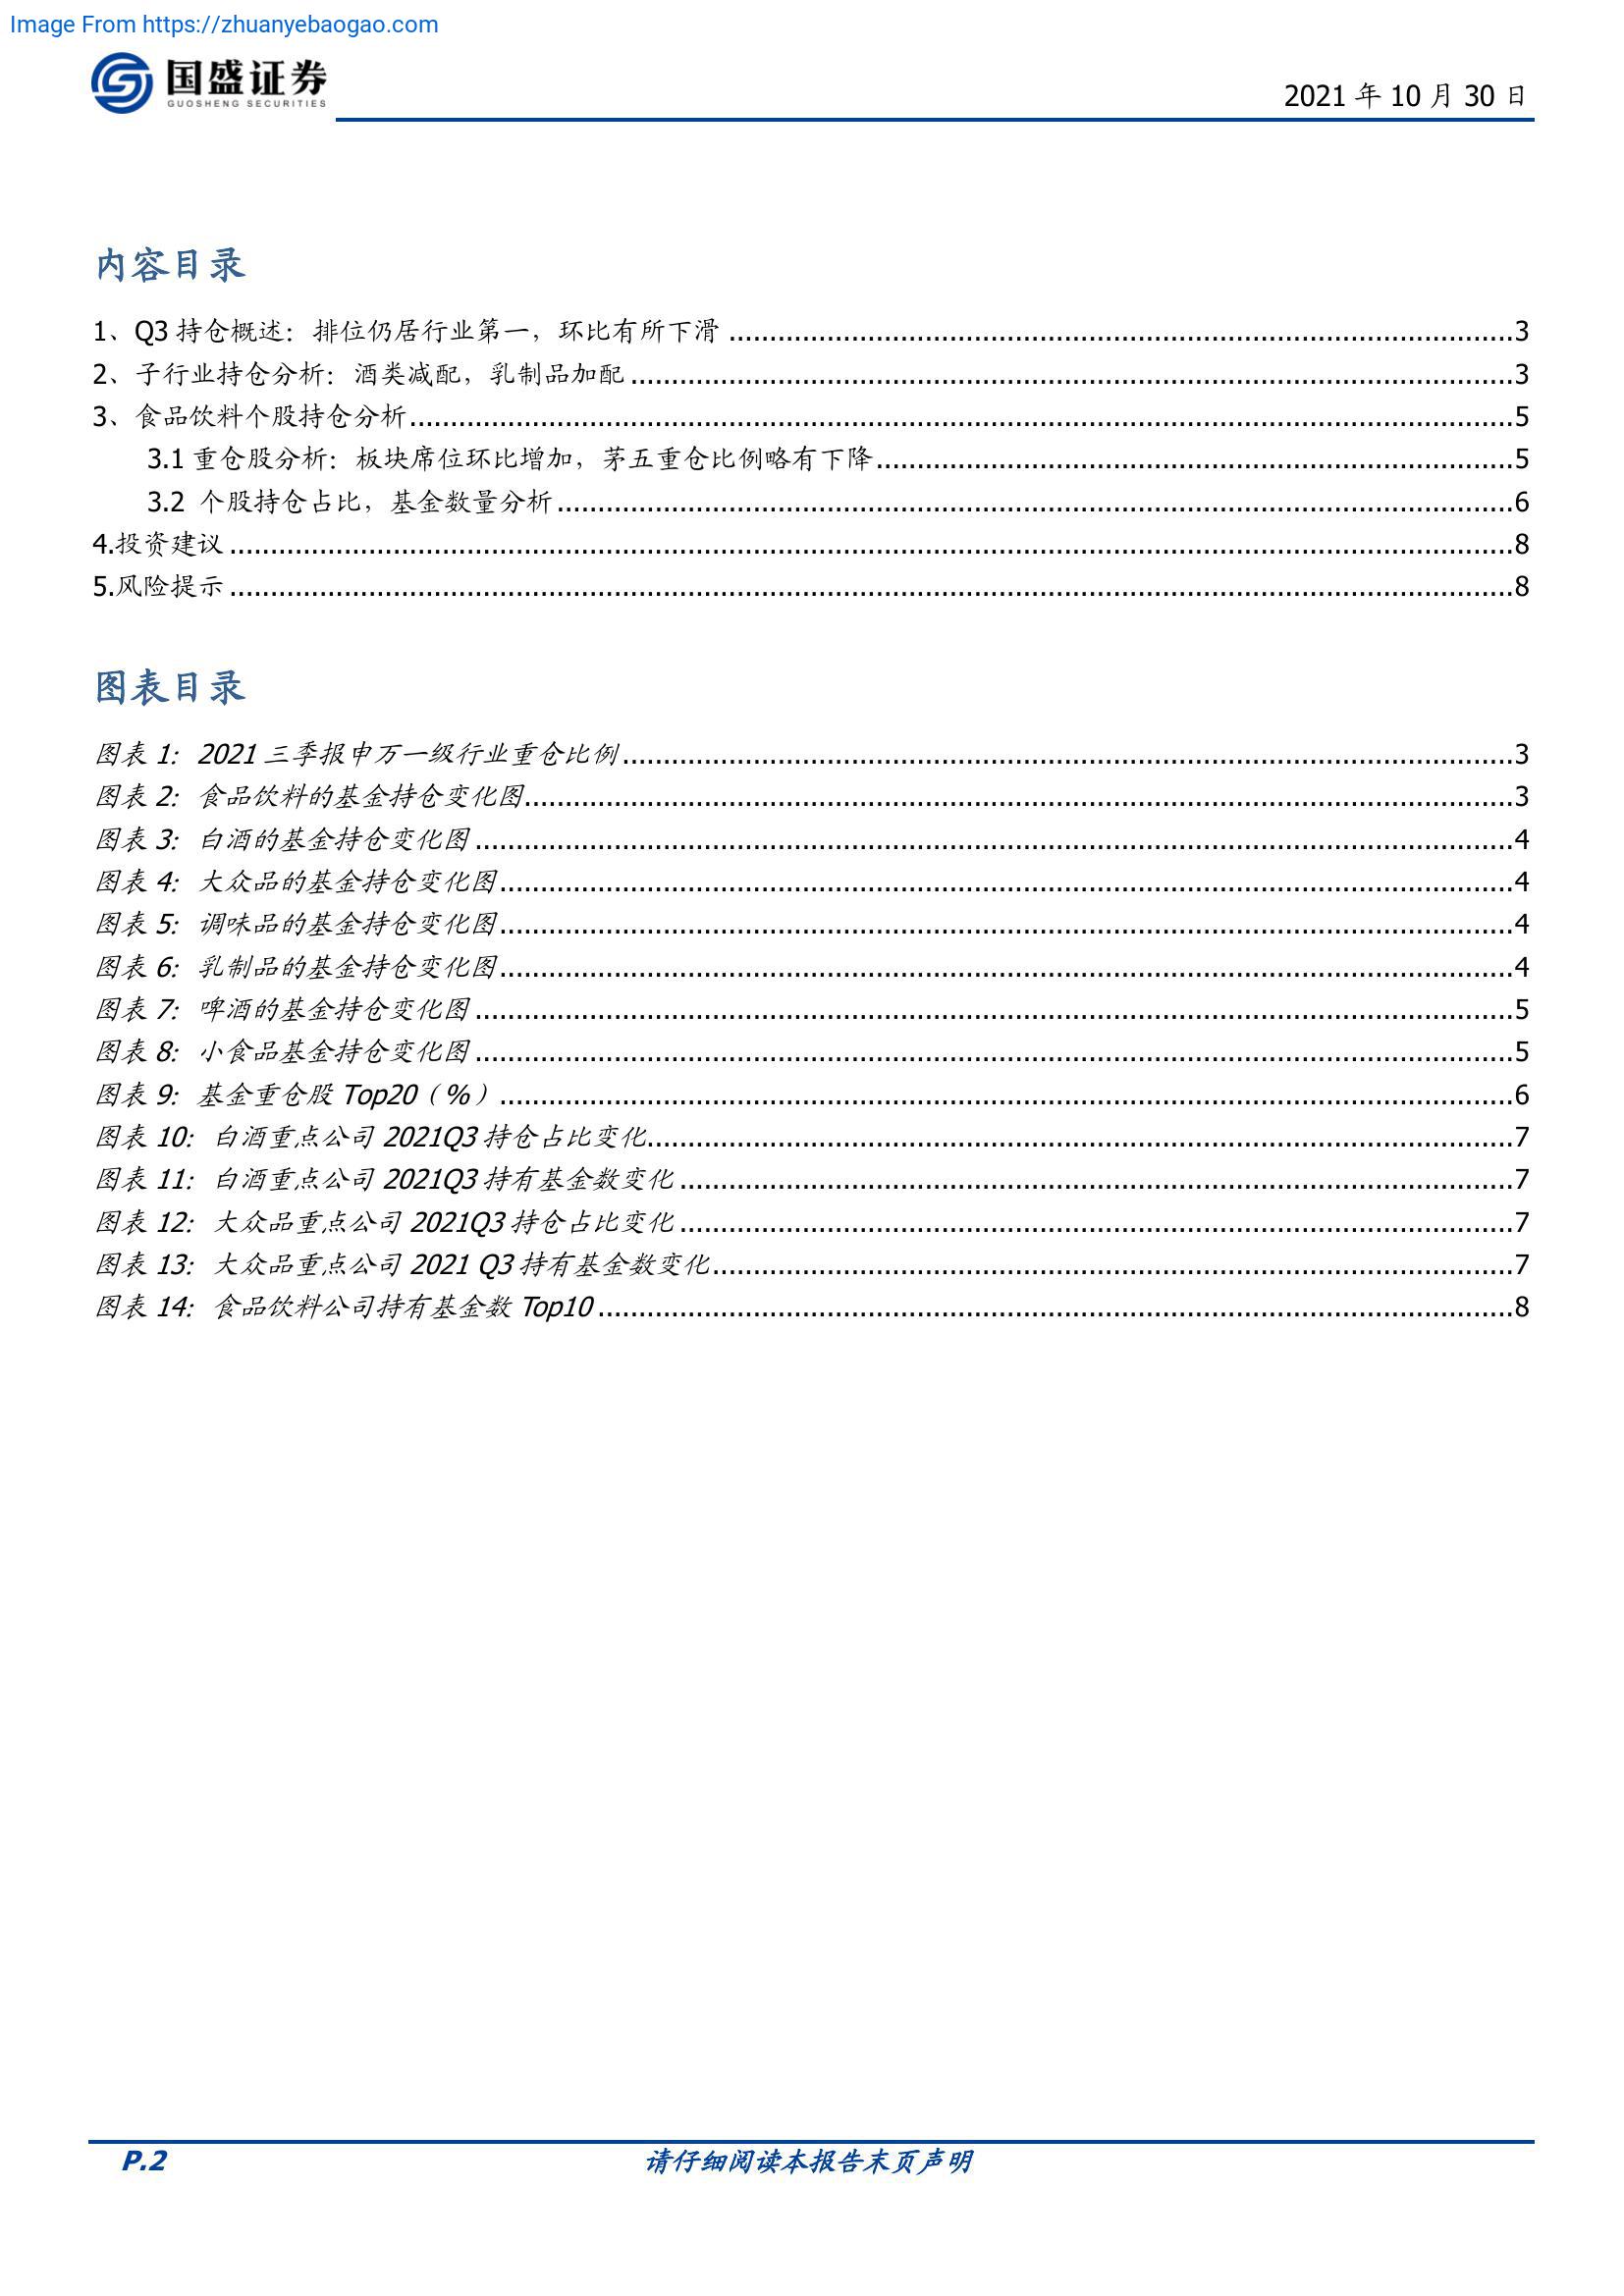 Image From https://zhuanyebaogao.com
国盛证券
GUOSHENG SECURITIES
2021 年 10 月 30 日
内容目录
1、Q3 持仓概述：排位仍居行业第一，环比有所下滑 ................................................................ 3
2、子行业持仓分析：酒类减配，乳制品加配 ................................................................ 3
3、食品饮料个股持仓分析 ................................................................ 5
3.1 重仓股分析：板块席位环比增加，茅五重仓比例略有下降 ................................................................ 5
3.2 个股持仓占比，基金数量分析 ................................................................ 6
4.投资建议 ................................................................ 8
5.风险提示 ................................................................ 8
图表目录
图表 1：2021 三季报申万一级行业重仓比例 ................................................................ 3
图表 2：食品饮料的基金持仓变化图 ................................................................ 3
图表 3：白酒的基金持仓变化图 ................................................................ 4
图表 4：大众品的基金持仓变化图 ................................................................ 4
图表 5：调味品的基金持仓变化图 ................................................................ 4
图表 6：乳制品的基金持仓变化图 ................................................................ 4
图表 7：啤酒的基金持仓变化图 ................................................................ 5
图表 8：小食品基金持仓变化图 ................................................................ 5
图表 9：基金重仓股 Top20（%） ................................................................ 6
图表 10：白酒重点公司 2021Q3 持仓占比变化 ................................................................ 7
图表 11：白酒重点公司 2021Q3 持有基金数变化 ................................................................ 7
图表 12：大众品重点公司 2021Q3 持仓占比变化 ................................................................ 7
图表 13：大众品重点公司 2021 Q3 持有基金数变化 ................................................................ 7
图表 14：食品饮料公司持有基金数 Top10 ................................................................ 8
P.2
请仔细阅读本报告末页声明